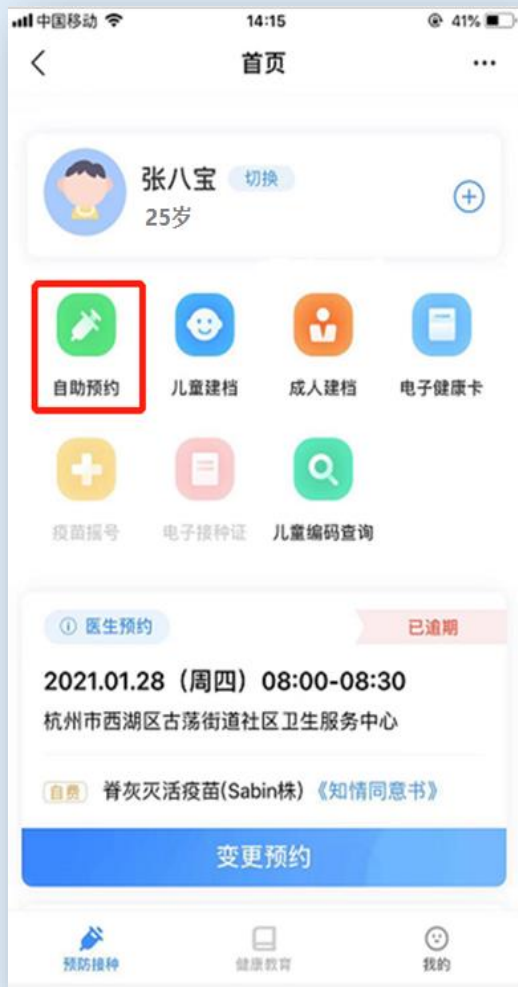 中国移动
14:15
41%
首页
张八宝 切换
25岁
自助预约 儿童建档 成人建档 电子健康卡
疫苗摇号 电子接种证 儿童编码查询
医生预约 已逾期
2021.01.28（周四）08:00-08:30
杭州市西湖区古荡街道社区卫生服务中心
自费 脊灰灭活疫苗(Sabin株)《知情同意书》
变更预约
预防接种 健康教育 我的